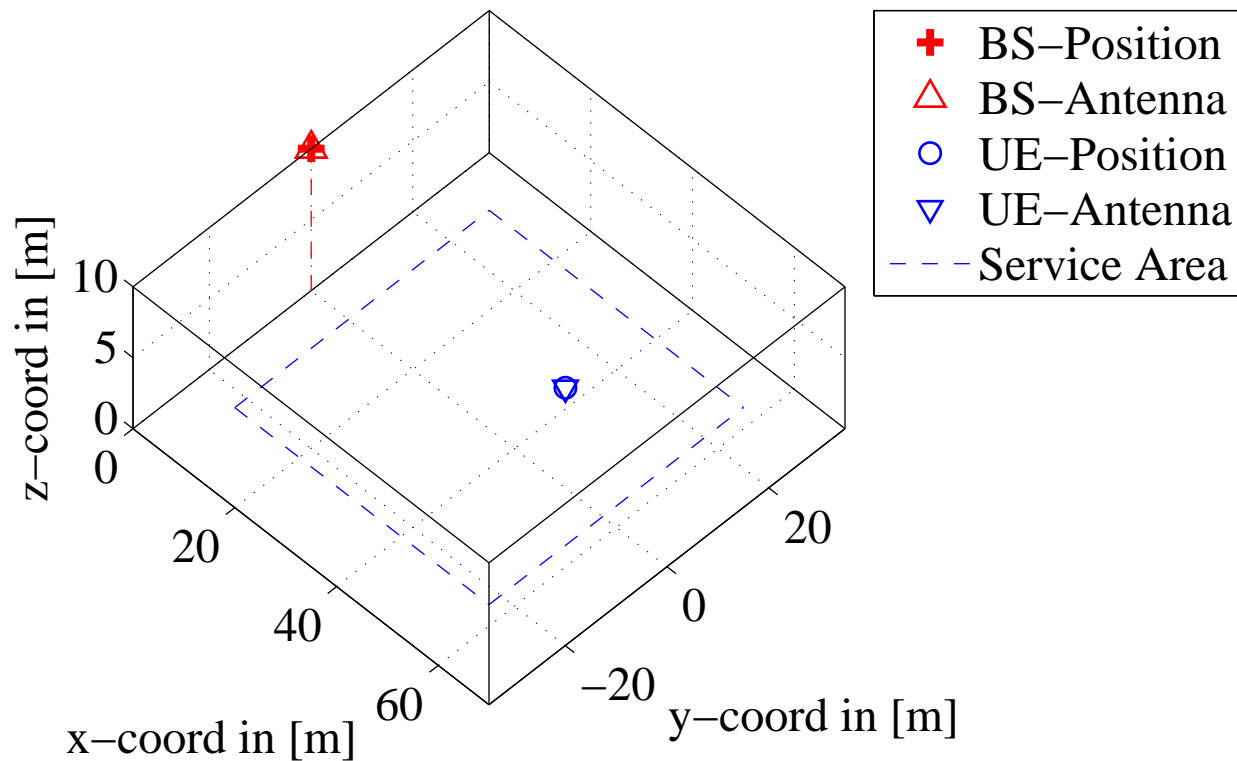 BS−Position
BS−Antenna
UE−Position
UE−Antenna
Service Area
z−coord in [m]
10
5
0
0
20
40
60
x−coord in [m]
−20
0
20
y−coord in [m]